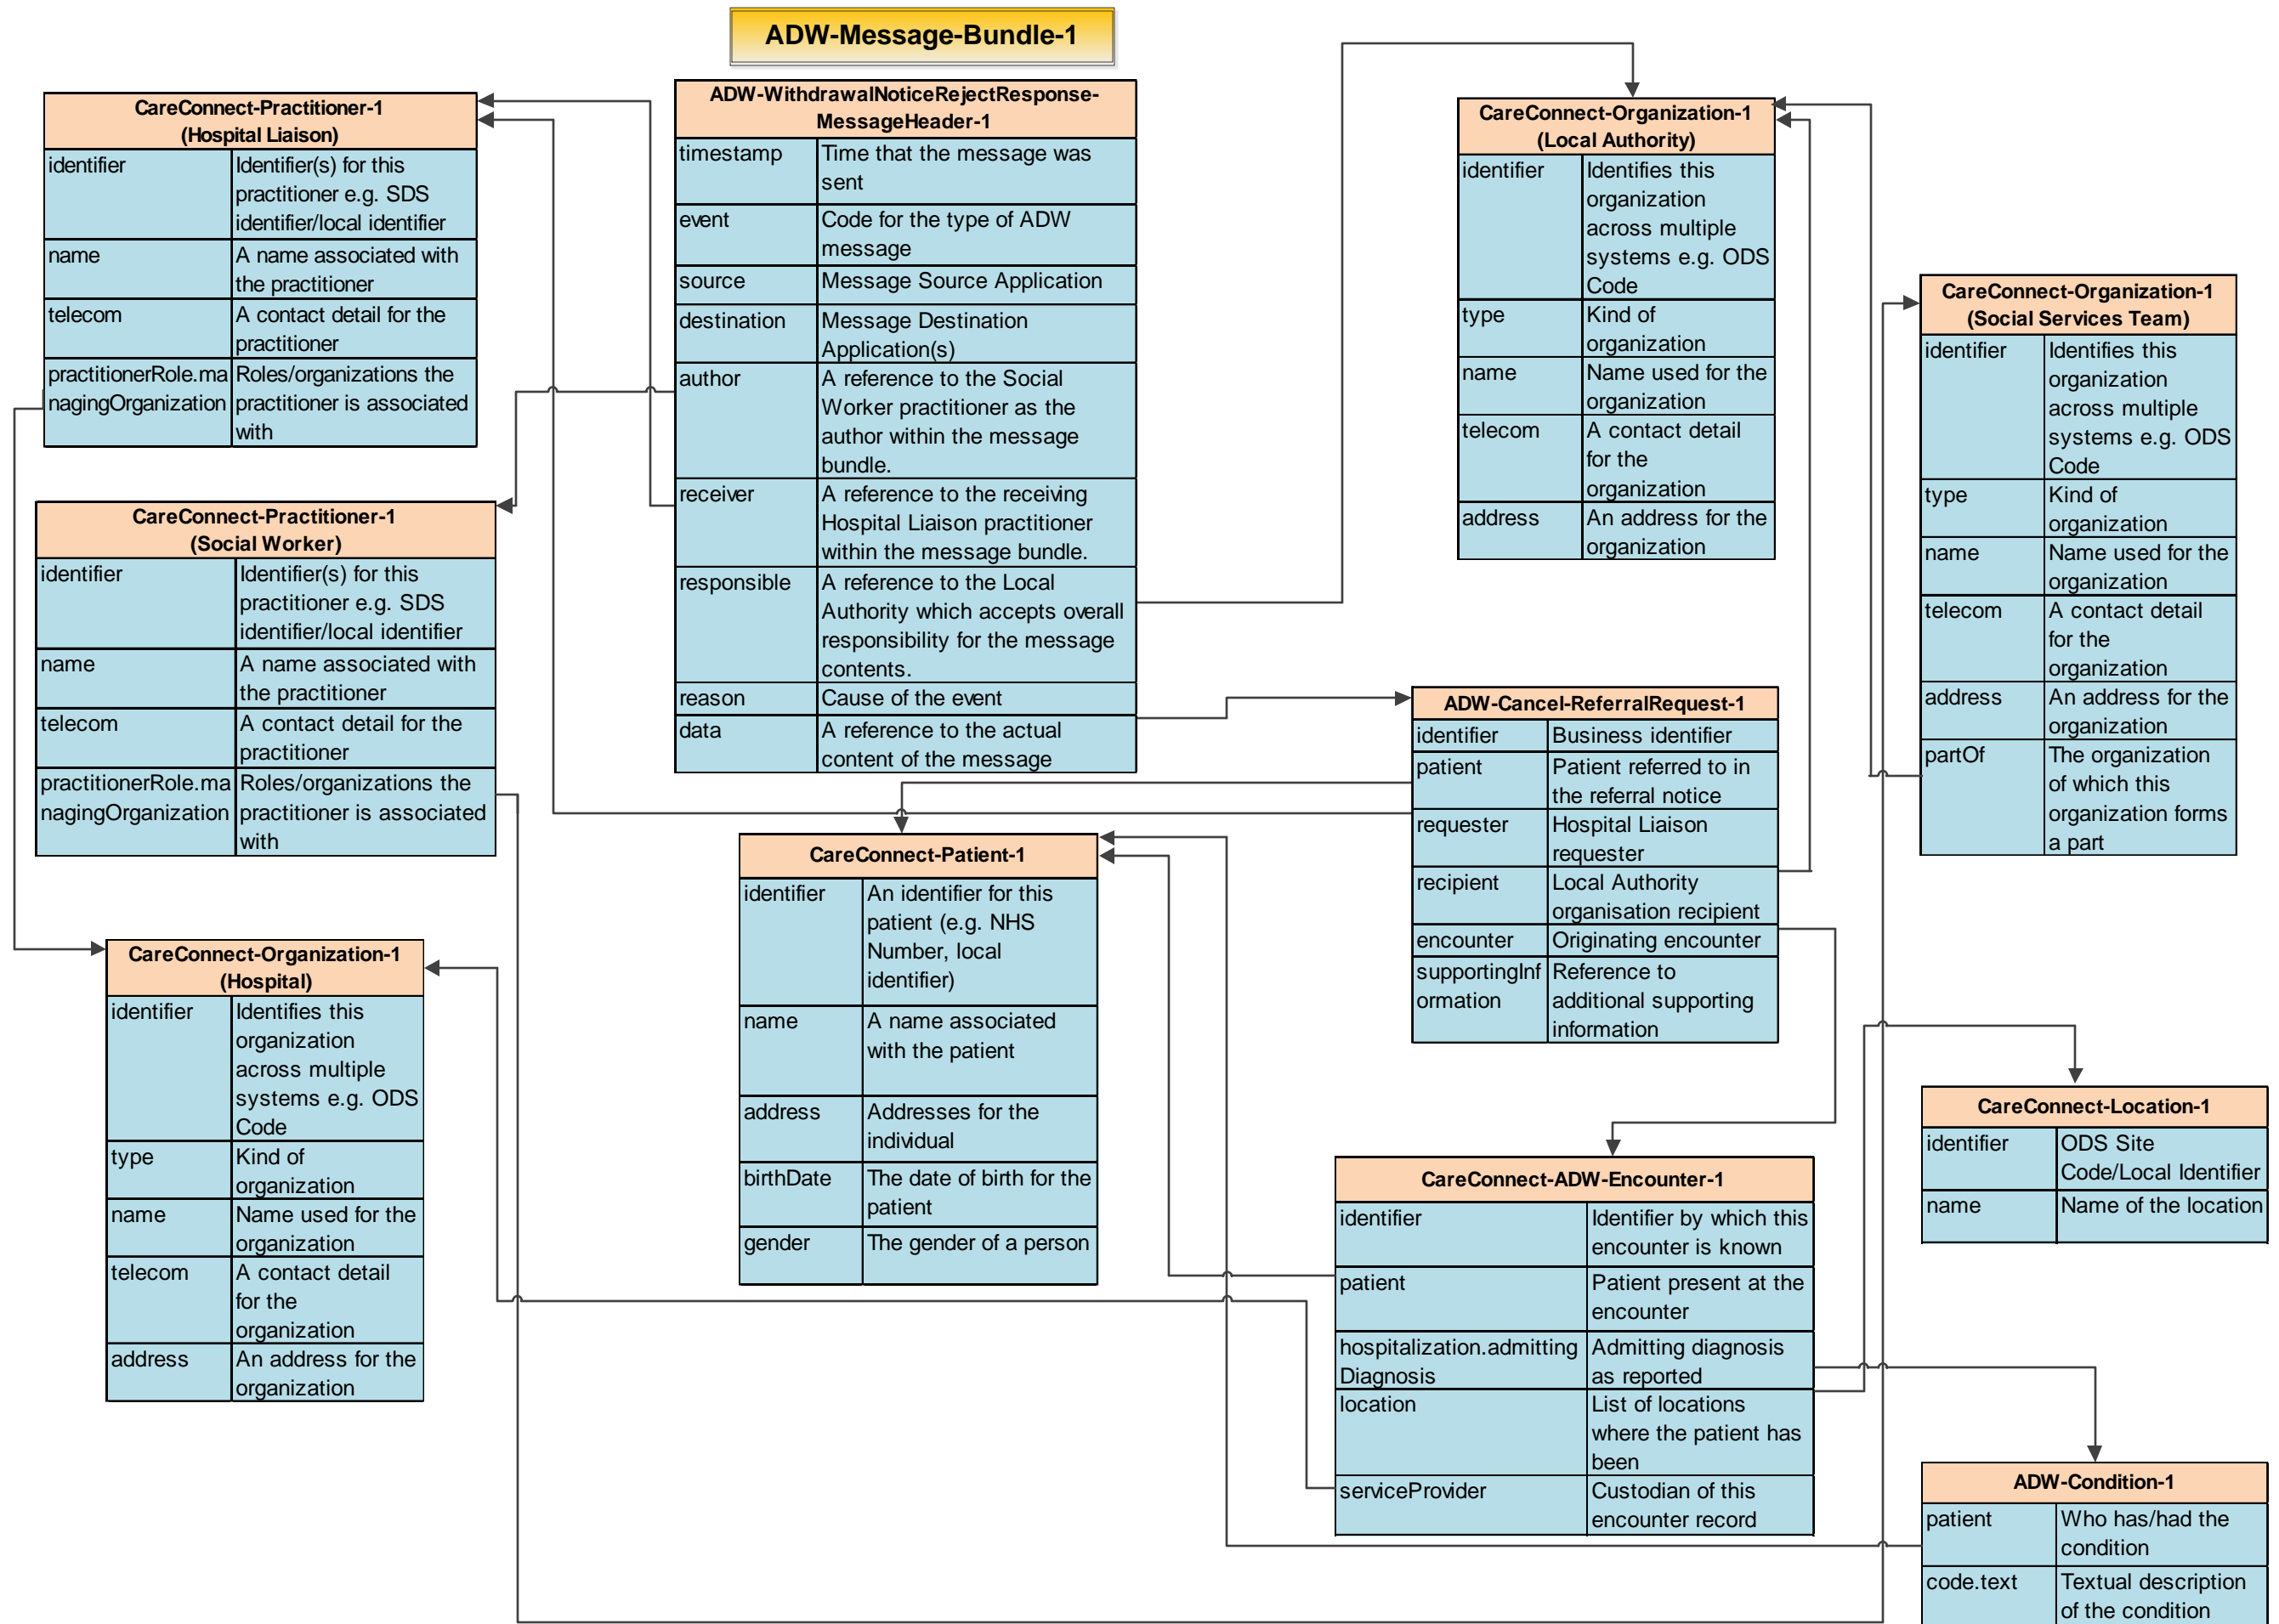 ADW-Message-Bundle-1
CareConnect-Practitioner-1
(Hospital Liaison)
identifier
Identifier(s) for this
practitioner e.g. SDS
identifier/local identifier
name
A name associated with
the practitioner
telecom
A contact detail for the
practitioner
practitionerRole.ma
nagingOrganization
Roles/organizations the
practitioner is associated
with
CareConnect-Practitioner-1
(Social Worker)
identifier
Identifier(s) for this
practitioner e.g. SDS
identifier/local identifier
name
A name associated with
the practitioner
telecom
A contact detail for the
practitioner
practitionerRole.ma
nagingOrganization
Roles/organizations the
practitioner is associated
with
CareConnect-Organization-1
(Hospital)
identifier
Identifies this
organization
across multiple
systems e.g. ODS
Code
type
Kind of
organization
name
Name used for the
organization
telecom
A contact detail
for the
organization
address
An address for the
organization
ADW-WithdrawalNoticeRejectResponse-
MessageHeader-1
timestamp
Time that the message was
sent
event
Code for the type of ADW
message
source
Message Source Application
destination
Message Destination
Application(s)
author
A reference to the Social
Worker practitioner as the
author within the message
bundle.
receiver
A reference to the receiving
Hospital Liaison practitioner
within the message bundle.
responsible
A reference to the Local
Authority which accepts overall
responsibility for the message
contents.
reason
Cause of the event
data
A reference to the actual
content of the message
CareConnect-Patient-1
identifier
An identifier for this
patient (e.g. NHS
Number, local
identifier)
name
A name associated
with the patient
address
Addresses for the
individual
birthDate
The date of birth for the
patient
gender
The gender of a person
CareConnect-Organization-1
(Local Authority)
identifier
Identifies this
organization
across multiple
systems e.g. ODS
Code
type
Kind of
organization
name
Name used for the
organization
telecom
A contact detail
for the
organization
address
An address for the
organization
ADW-Cancel-ReferralRequest-1
identifier
Business identifier
patient
Patient referred to in
the referral notice
requester
Hospital Liaison
requester
recipient
Local Authority
organisation recipient
encounter
Originating encounter
supportingInf
ormation
Reference to
additional supporting
information
CareConnect-ADW-Encounter-1
identifier
Identifier by which this
encounter is known
patient
Patient present at the
encounter
hospitalization.admitting
Diagnosis
Admitting diagnosis
as reported
location
List of locations
where the patient has
been
serviceProvider
Custodian of this
encounter record
CareConnect-Organization-1
(Social Services Team)
identifier
Identifies this
organization
across multiple
systems e.g. ODS
Code
type
Kind of
organization
name
Name used for the
organization
telecom
A contact detail
for the
organization
address
An address for the
organization
partOf
The organization
of which this
organization forms
a part
CareConnect-Location-1
identifier
ODS Site
Code/Local Identifier
name
Name of the location
ADW-Condition-1
patient
Who has/had the
condition
code.text
Textual description
of the condition